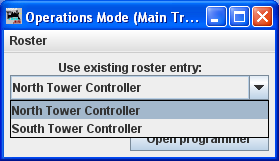 Operations Mode (Main Tr...
Roster
Use existing roster entry:
North Tower Controller
North Tower Controller
South Tower Controller
Open programmer